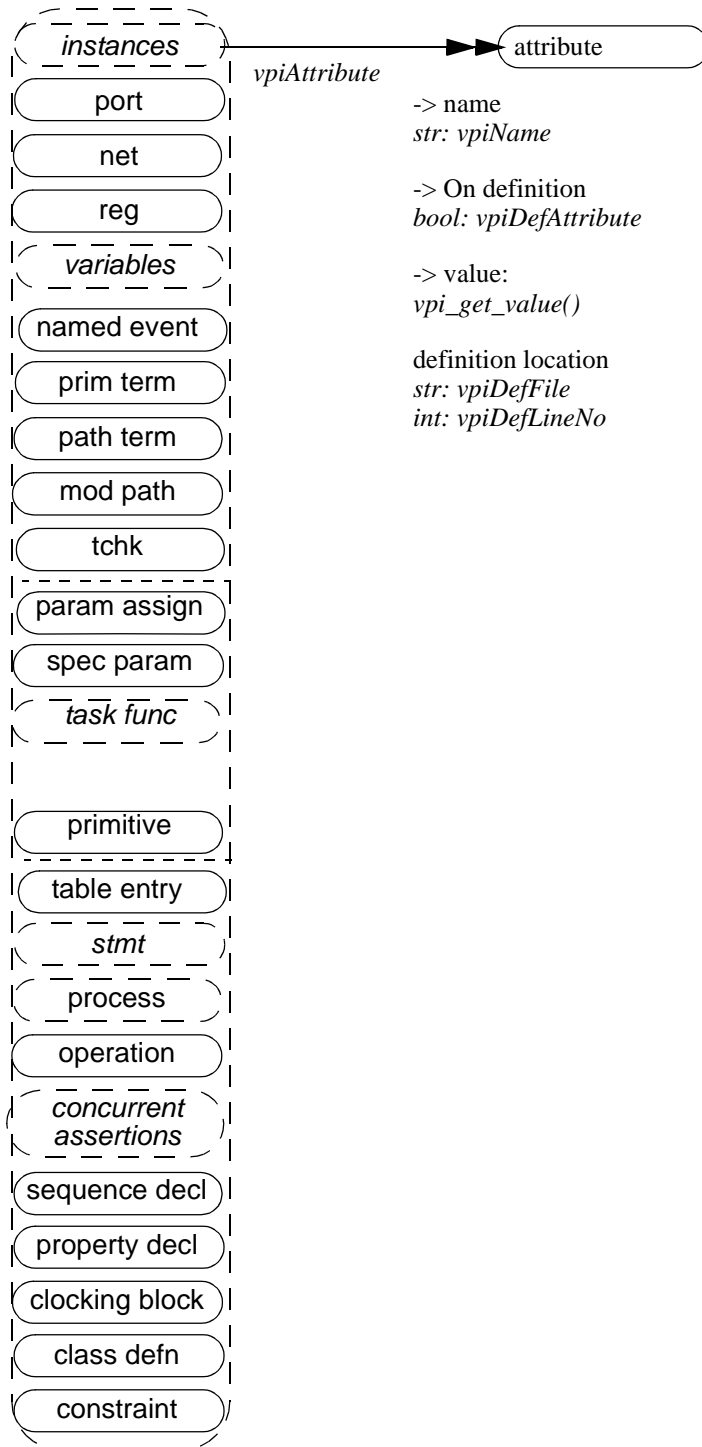 instances
port
net
reg
variables
named event
prim term
path term
mod path
tchk
param assign
spec param
task func
primitive
table entry
stmt
process
operation
concurrent
assertions
sequence decl
property decl
clocking block
class defn
constraint
vpiAttribute
attribute
-> name
str: vpiName
-> On definition
bool: vpiDefAttribute
-> value:
vpi_get_value()
definition location
str: vpiDefFile
int: vpiDefLineNo